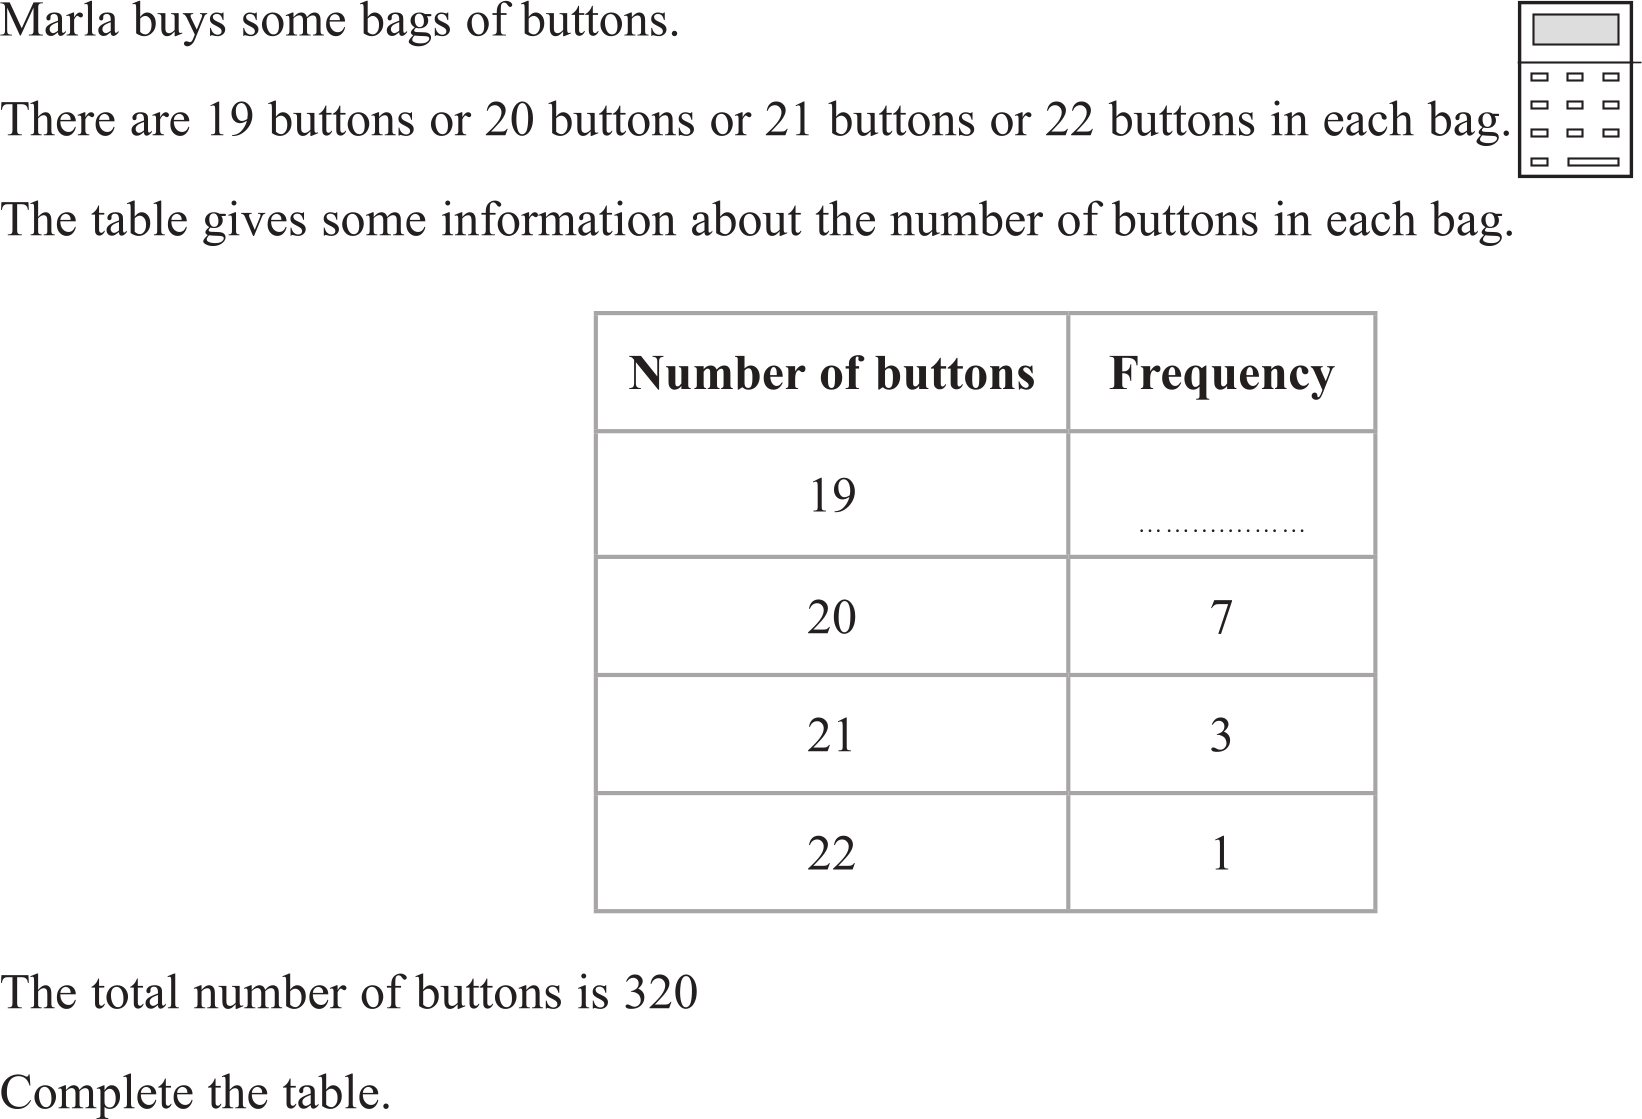 Marla buys some bags of buttons.
There are 19 buttons or 20 buttons or 21 buttons or 22 buttons in each bag.
The table gives some information about the number of buttons in each bag.
Number of buttons Frequency
19 ..................
20 7
21 3
22 1
The total number of buttons is 320
Complete the table.